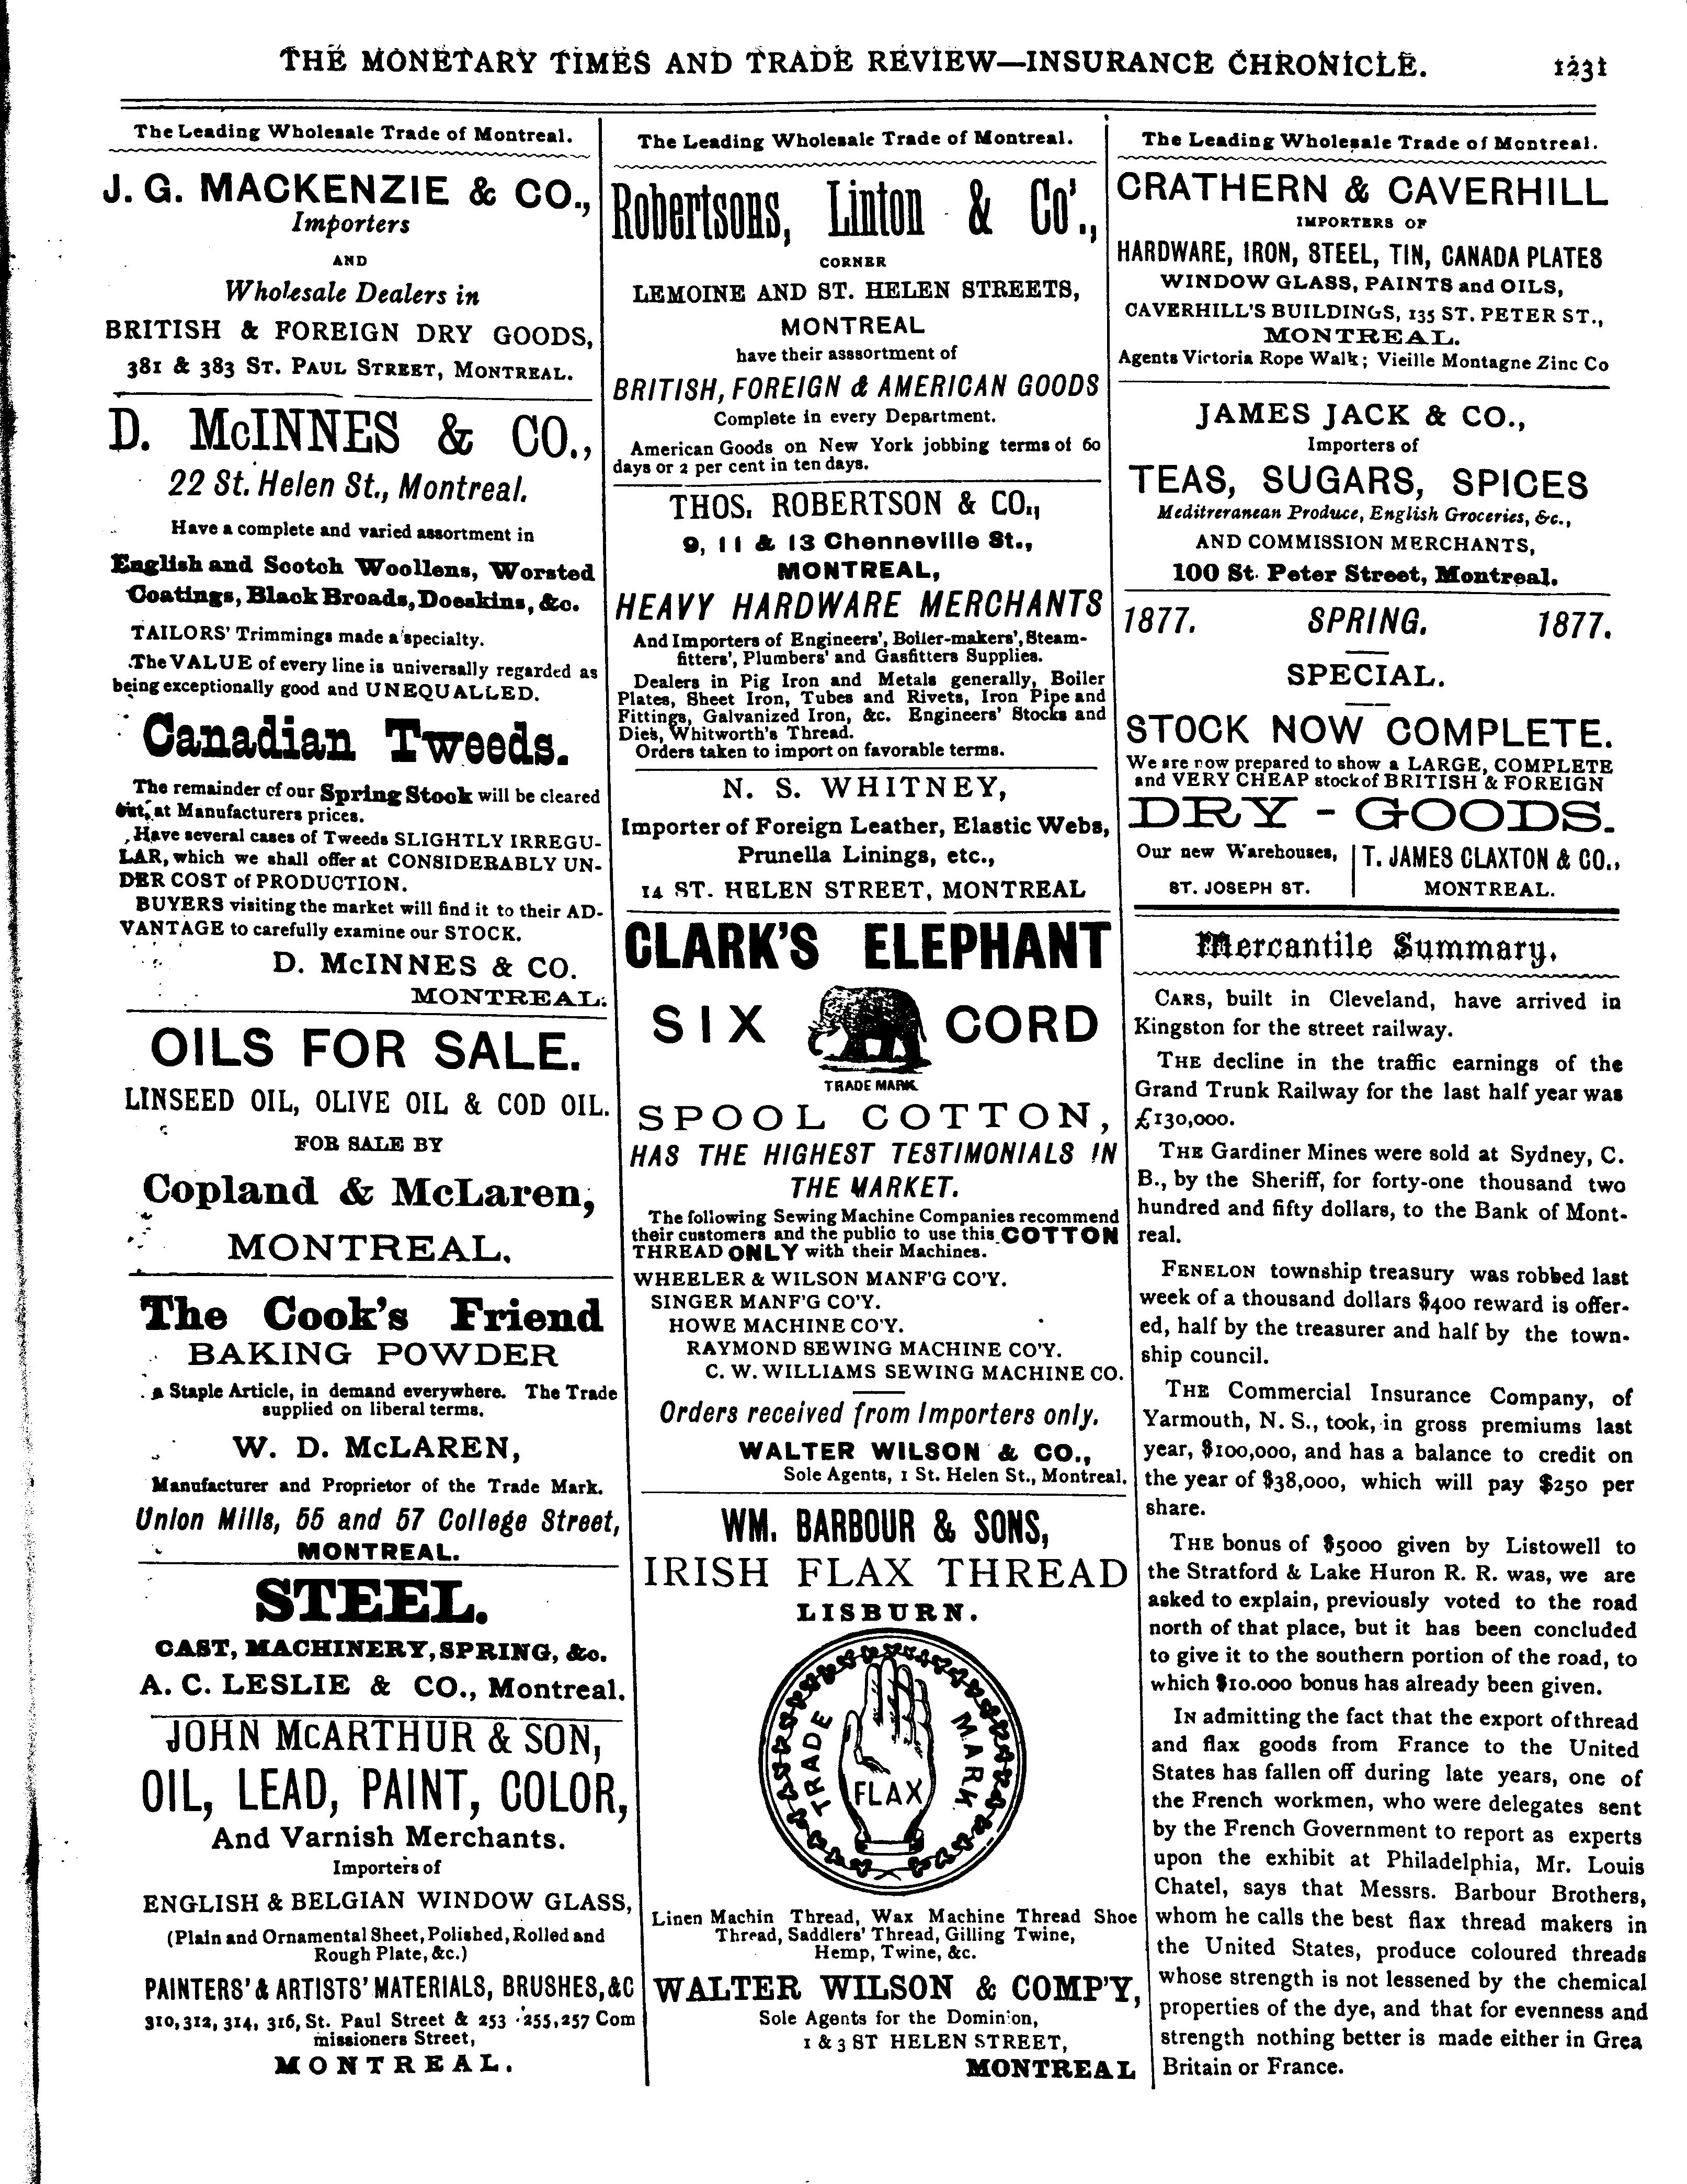 THE MONETARY TIMES AND TRADE REVIEW—INSURANCE CHRONICLE. 1231
The Leading Wholesale Trade of Montreal.
J. G. MACKENZIE & CO.,
Importers
AND
Wholesale Dealers in
BRITISH & FOREIGN DRY GOODS,
381 & 383 ST. PAUL STREET, MONTREAL.
D. McINNES & CO.,
22 St. Helen St., Montreal.
Have a complete and varied assortment in
English and Scotch Woollens, Worsted
Coatings, Black Broads, Doeskins, &c.
TAILORS' Trimmings made a specialty.
The VALUE of every line is universally regarded as
being exceptionally good and UNEQUALLED.
Canadian Tweeds.
The remainder of our Spring Stock will be cleared
out, at Manufacturers prices.
Have several cases of Tweeds SLIGHTLY IRREGU-
LAR, which we shall offer at CONSIDERABLY UN-
DER COST of PRODUCTION.
BUYERS visiting the market will find it to their AD-
VANTAGE to carefully examine our STOCK.
D. McINNES & CO.
MONTREAL.
OILS FOR SALE.
LINSEED OIL, OLIVE OIL & COD OIL.
FOR SALE BY
Copland & McLaren,
MONTREAL.
The Cook's Friend
BAKING POWDER
a Staple Article, in demand everywhere. The Trade
supplied on liberal terms.
W. D. McLAREN,
Manufacturer and Proprietor of the Trade Mark.
Union Mills, 55 and 57 College Street,
MONTREAL.
STEEL.
CAST, MACHINERY, SPRING, &c.
A. C. LESLIE & CO., Montreal.
JOHN McARTHUR & SON,
OIL, LEAD, PAINT, COLOR,
And Varnish Merchants.
Importers of
ENGLISH & BELGIAN WINDOW GLASS,
(Plain and Ornamental Sheet, Polished, Rolled and
Rough Plate, &c.)
PAINTERS' & ARTISTS' MATERIALS, BRUSHES, &C
310, 312, 314, 316, St. Paul Street & 253 255, 257 Com
missioners Street,
MONTREAL.
The Leading Wholesale Trade of Montreal.
Robertsons, Linton & Co'.,
CORNER
LEMOINE AND ST. HELEN STREETS,
MONTREAL
have their asssortment of
BRITISH, FOREIGN & AMERICAN GOODS
Complete in every Department.
American Goods on New York jobbing terms of 60
days or 2 per cent in ten days.
THOS. ROBERTSON & CO.,
9, 11 & 13 Chenneville St.,
MONTREAL,
HEAVY HARDWARE MERCHANTS
And Importers of Engineers', Boiler-makers', Steam-
fitters', Plumbers' and Gasfitters Supplies.
Dealers in Pig Iron and Metals generally, Boiler
Plates, Sheet Iron, Tubes and Rivets, Iron Pipe and
Fittings, Galvanized Iron, &c. Engineers' Stocks and
Dies, Whitworth's Thread.
Orders taken to import on favorable terms.
N. S. WHITNEY,
Importer of Foreign Leather, Elastic Webs,
Prunella Linings, etc.,
14 ST. HELEN STREET, MONTREAL
CLARK'S ELEPHANT
SIX CORD
TRADE MARK
SPOOL COTTON,
HAS THE HIGHEST TESTIMONIALS IN
THE MARKET.
The following Sewing Machine Companies recommend
their customers and the public to use this COTTON
THREAD ONLY with their Machines.
WHEELER & WILSON MANF'G CO'Y.
SINGER MANF'G CO'Y.
HOWE MACHINE CO'Y.
RAYMOND SEWING MACHINE CO'Y.
C. W. WILLIAMS SEWING MACHINE CO.
Orders received from Importers only.
WALTER WILSON & CO.,
Sole Agents, 1 St. Helen St., Montreal.
WM. BARBOUR & SONS,
IRISH FLAX THREAD
LISBURN.
TRADE MARK
FLAX
Linen Machin Thread, Wax Machine Thread Shoe
Thread, Saddlers' Thread, Gilling Twine,
Hemp, Twine, &c.
WALTER WILSON & COMP'Y,
Sole Agents for the Dominion,
1 & 3 ST HELEN STREET,
MONTREAL
The Leading Wholesale Trade of Montreal.
CRATHERN & CAVERHILL
IMPORTERS OF
HARDWARE, IRON, STEEL, TIN, CANADA PLATES
WINDOW GLASS, PAINTS and OILS,
CAVERHILL'S BUILDINGS, 135 ST. PETER ST.,
MONTREAL.
Agents Victoria Rope Walk; Vieille Montagne Zinc Co
JAMES JACK & CO.,
Importers of
TEAS, SUGARS, SPICES
Meditreranean Produce, English Groceries, &c.,
AND COMMISSION MERCHANTS,
100 St. Peter Street, Montreal.
1877. SPRING. 1877.
SPECIAL.
STOCK NOW COMPLETE.
We are now prepared to show a LARGE, COMPLETE
and VERY CHEAP stock of BRITISH & FOREIGN
DRY - GOODS.
Our new Warehouses, T. JAMES CLAXTON & CO.,
ST. JOSEPH ST. MONTREAL.
Mercantile Summary.
CARS, built in Cleveland, have arrived in
Kingston for the street railway.
THE decline in the traffic earnings of the
Grand Trunk Railway for the last half year was
£130,000.
THE Gardiner Mines were sold at Sydney, C.
B., by the Sheriff, for forty-one thousand two
hundred and fifty dollars, to the Bank of Mont-
real.
FENELON township treasury was robbed last
week of a thousand dollars $400 reward is offer-
ed, half by the treasurer and half by the town-
ship council.
THE Commercial Insurance Company, of
Yarmouth, N. S., took, in gross premiums last
year, $100,000, and has a balance to credit on
the year of $38,000, which will pay $250 per
share.
THE bonus of $5000 given by Listowell to
the Stratford & Lake Huron R. R. was, we are
asked to explain, previously voted to the road
north of that place, but it has been concluded
to give it to the southern portion of the road, to
which $10.000 bonus has already been given.
IN admitting the fact that the export of thread
and flax goods from France to the United
States has fallen off during late years, one of
the French workmen, who were delegates sent
by the French Government to report as experts
upon the exhibit at Philadelphia, Mr. Louis
Chatel, says that Messrs. Barbour Brothers,
whom he calls the best flax thread makers in
the United States, produce coloured threads
whose strength is not lessened by the chemical
properties of the dye, and that for evenness and
strength nothing better is made either in Grea
Britain or France.